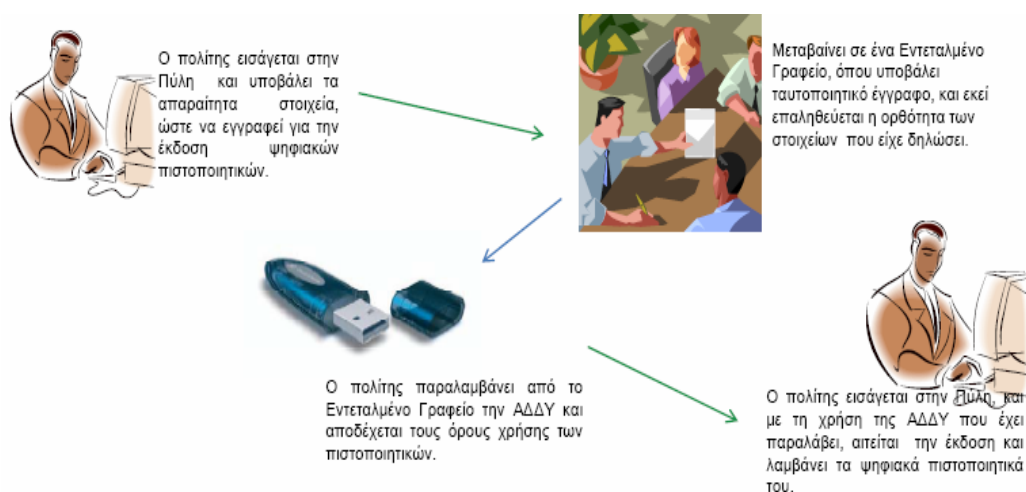 Ο πολίτης εισάγεται στην
Πύλη και υποβάλει τα
απαραίτητα στοιχεία,
ώστε να εγγραφεί για την
έκδοση ψηφιακών
πιστοποιητικών.
Μεταβαίνει σε ένα Εντεταλμένο
Γραφείο, όπου υποβάλει
ταυτοποιητικό έγγραφο, και εκεί
επαληθεύεται η ορθότητα των
στοιχείων που είχε δηλώσει.
Ο πολίτης παραλαμβάνει από το
Εντεταλμένο Γραφείο την ΑΔΔΥ και
αποδέχεται τους όρους χρήσης των
πιστοποιητικών.
Ο πολίτης εισάγεται στην Πύλη, και
με τη χρήση της ΑΔΔΥ που έχει
παραλάβει, αιτείται την έκδοση και
λαμβάνει τα ψηφιακά πιστοποιητικά
του.